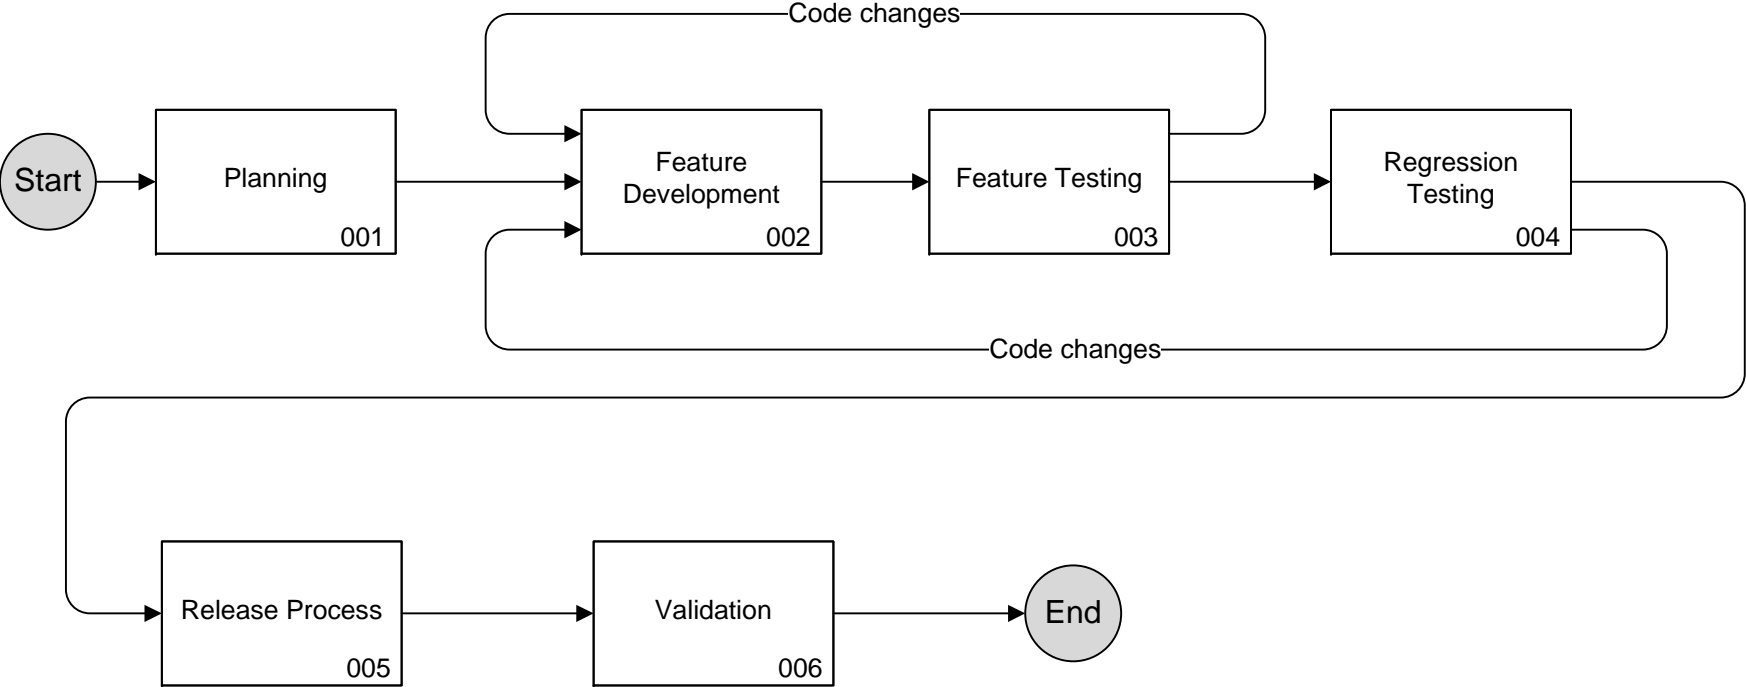 Code changes
Start
Planning
001
Feature
Development
002
Feature Testing
003
Regression
Testing
004
Code changes
Release Process
005
Validation
006
End